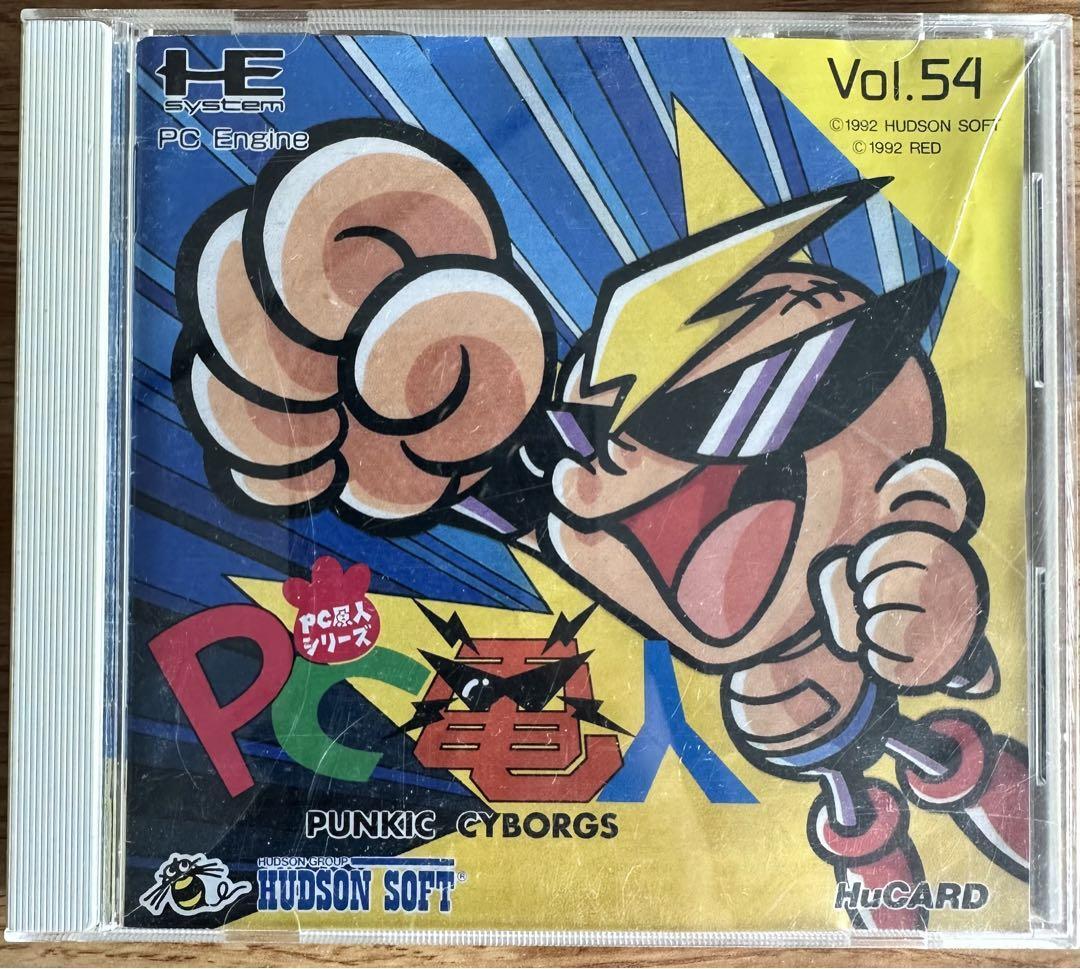 HE
system
PC Engine
Vol.54
©1992 HUDSON SOFT
©1992 RED
PC原人
シリーズ
PC電人
PUNKIC CYBORGS
HUDSON GROUP
HUDSON SOFT®
HuCARD